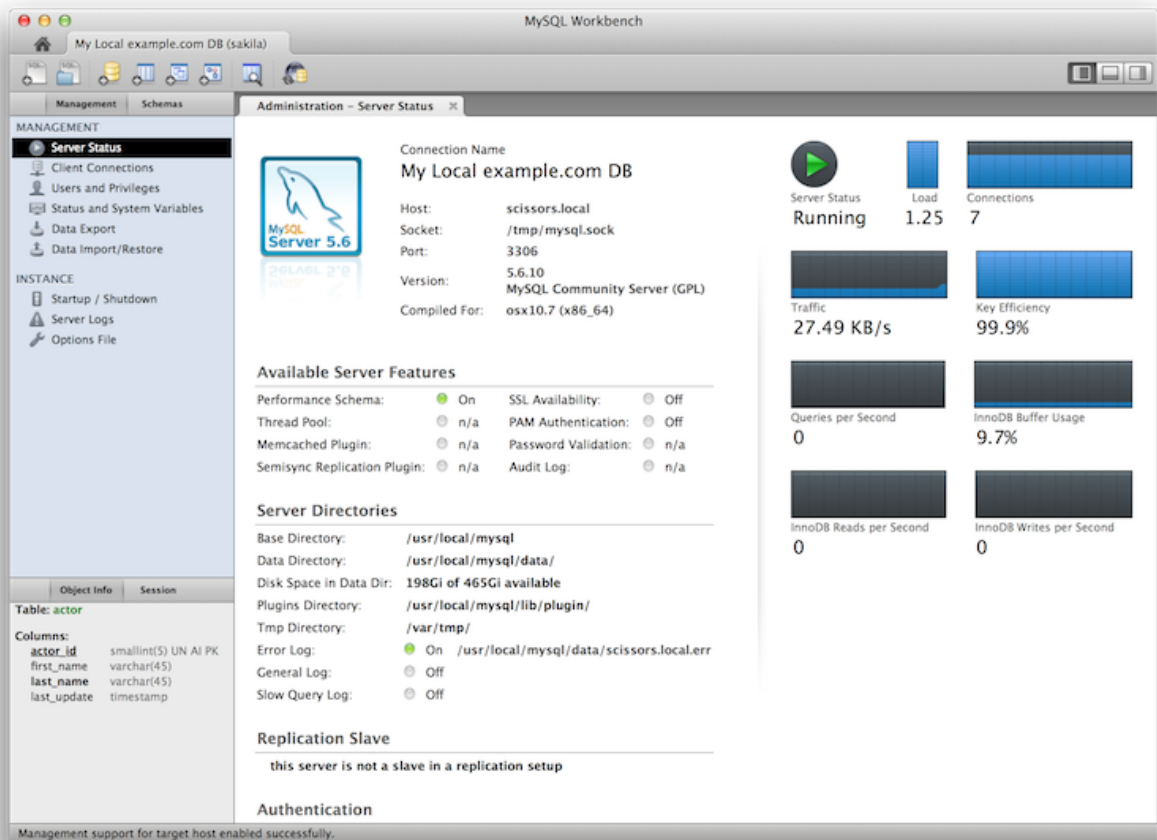 MySQL Workbench
My Local example.com DB (sakila)
Management Schemas
MANAGEMENT
Server Status
Client Connections
Users and Privileges
Status and System Variables
Data Export
Data Import/Restore
INSTANCE
Startup / Shutdown
Server Logs
Options File
Object Info Session
Table: actor
Columns:
actor_id smallint(5) UN AI PK
first_name varchar(45)
last_name varchar(45)
last_update timestamp
Administration - Server Status
MySQL
Server 5.6
Connection Name
My Local example.com DB
Host: scissors.local
Socket: /tmp/mysql.sock
Port: 3306
Version: 5.6.10
MySQL Community Server (GPL)
Compiled For: osx10.7 (x86_64)
Available Server Features
Performance Schema: On SSL Availability: Off
Thread Pool: n/a PAM Authentication: Off
Memcached Plugin: n/a Password Validation: n/a
Semisync Replication Plugin: n/a Audit Log: n/a
Server Directories
Base Directory: /usr/local/mysql
Data Directory: /usr/local/mysql/data/
Disk Space in Data Dir: 198Gi of 465Gi available
Plugins Directory: /usr/local/mysql/lib/plugin/
Tmp Directory: /var/tmp/
Error Log: On /usr/local/mysql/data/scissors.local.err
General Log: Off
Slow Query Log: Off
Replication Slave
this server is not a slave in a replication setup
Authentication
Server Status Load Connections
Running 1.25 7
Traffic Key Efficiency
27.49 KB/s 99.9%
Queries per Second InnoDB Buffer Usage
0 9.7%
InnoDB Reads per Second InnoDB Writes per Second
0 0
Management support for target host enabled successfully.